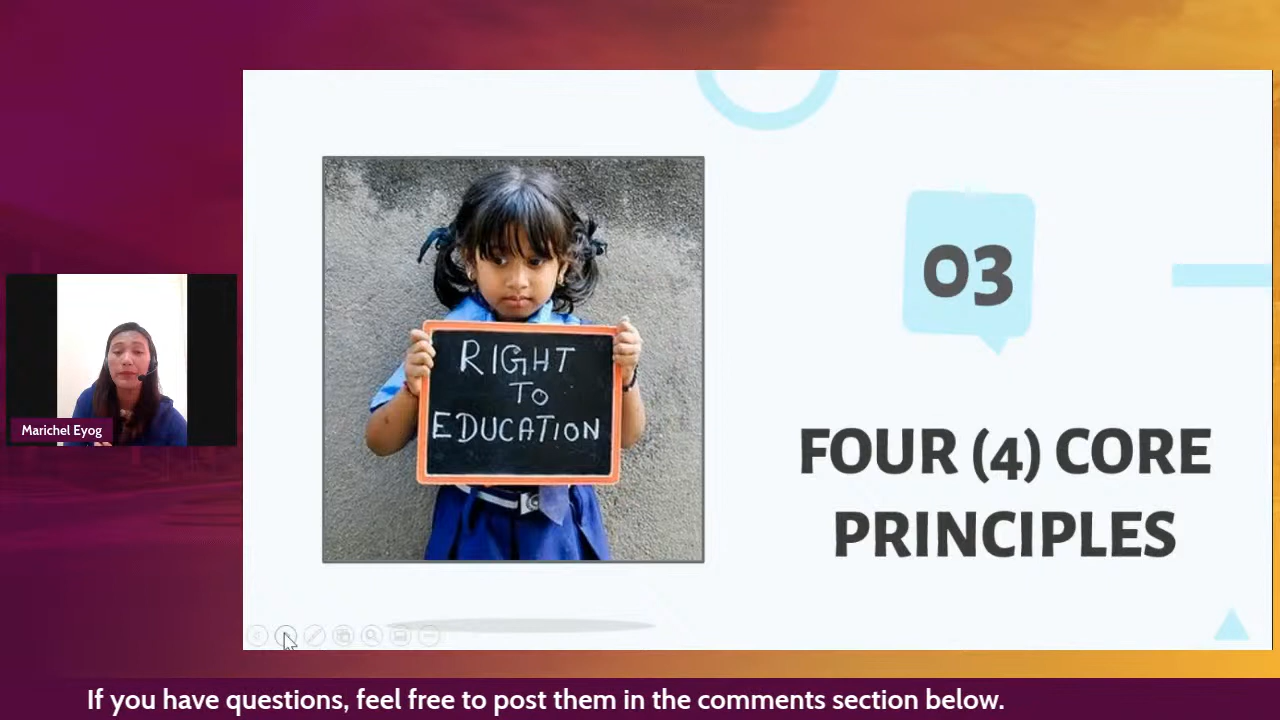 03
RIGHT
TO
EDUCATION
FOUR (4) CORE
PRINCIPLES
Marichel Eyog
If you have questions, feel free to post them in the comments section below.